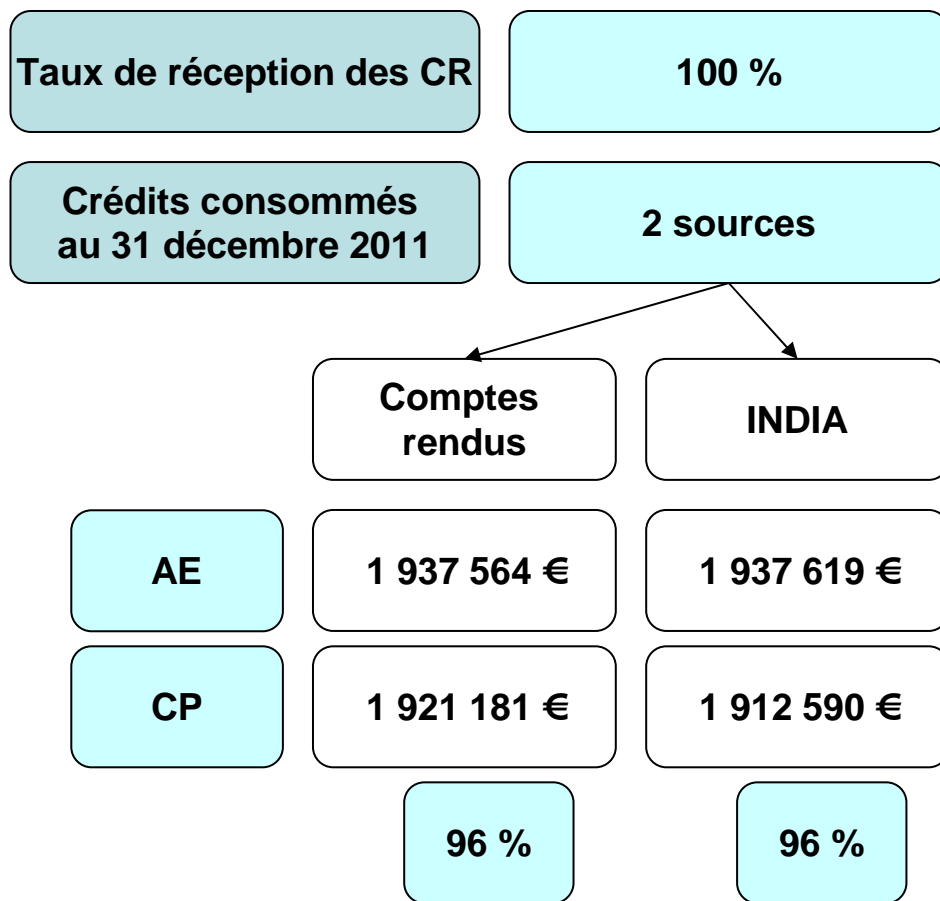 Taux de réception des CR
100 %
Crédits consommés
au 31 décembre 2011
2 sources
Comptes
rendus
INDIA
AE
1 937 564 €
1 937 619 €
CP
1 921 181 €
1 912 590 €
96 %
96 %